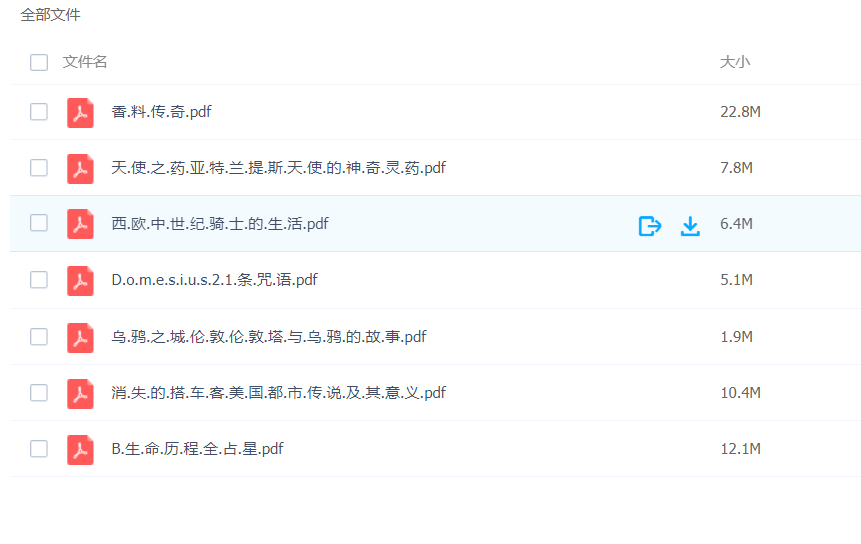 全部文件
文件名 大小
香.料.传.奇.pdf 22.8M
天.使.之.药.亚.特.兰.提.斯.天.使.的.神.奇.灵.药.pdf 7.8M
西.欧.中.世.纪.骑.士.的.生.活.pdf 6.4M
D.o.m.e.s.i.u.s.2.1.条.咒.语.pdf 5.1M
乌.鸦.之.城.伦.敦.伦.敦.塔.与.乌.鸦.的.故.事.pdf 1.9M
消.失.的.搭.车.客.美.国.都.市.传.说.及.其.意.义.pdf 10.4M
B.生.命.历.程.全.占.星.pdf 12.1M